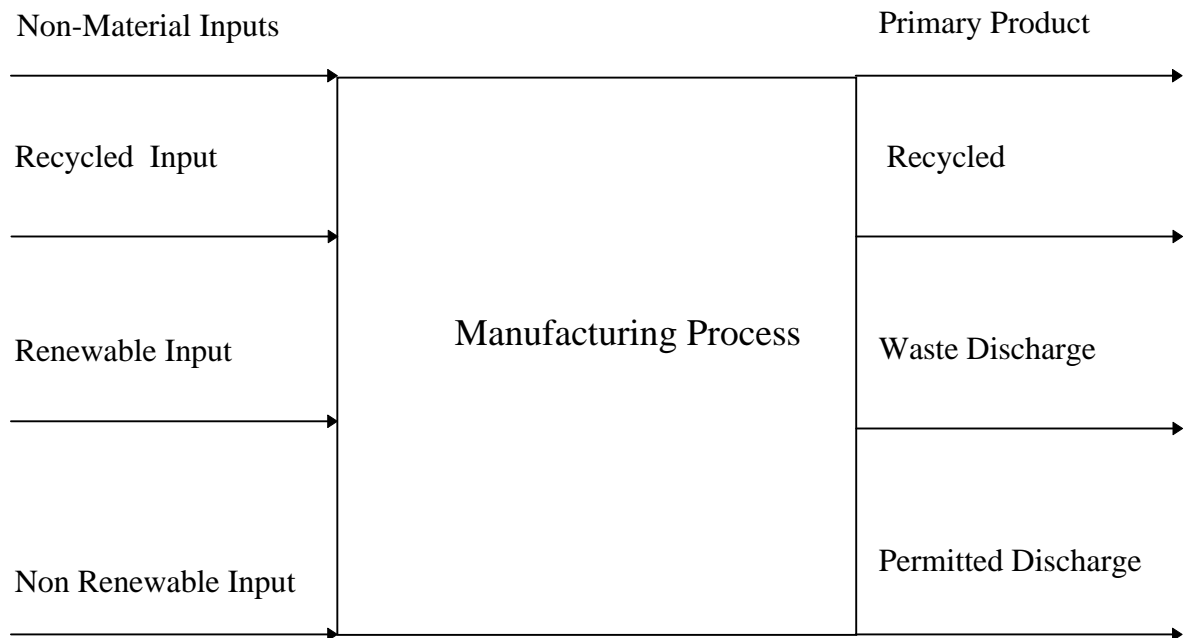 Non-Material Inputs
Primary Product
Recycled Input
Recycled
Manufacturing Process
Renewable Input
Waste Discharge
Non Renewable Input
Permitted Discharge